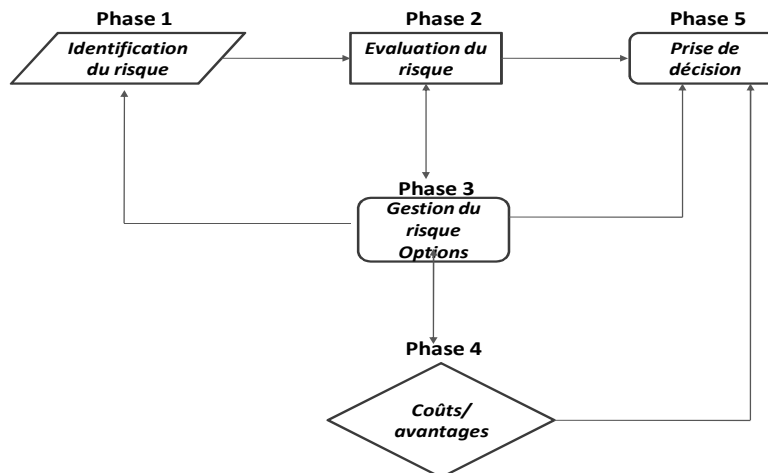 Phase 1
Identification
du risque
Phase 2
Evaluation du
risque
Phase 5
Prise de
décision
Phase 3
Gestion du
risque
Options
Phase 4
Coûts/
avantages